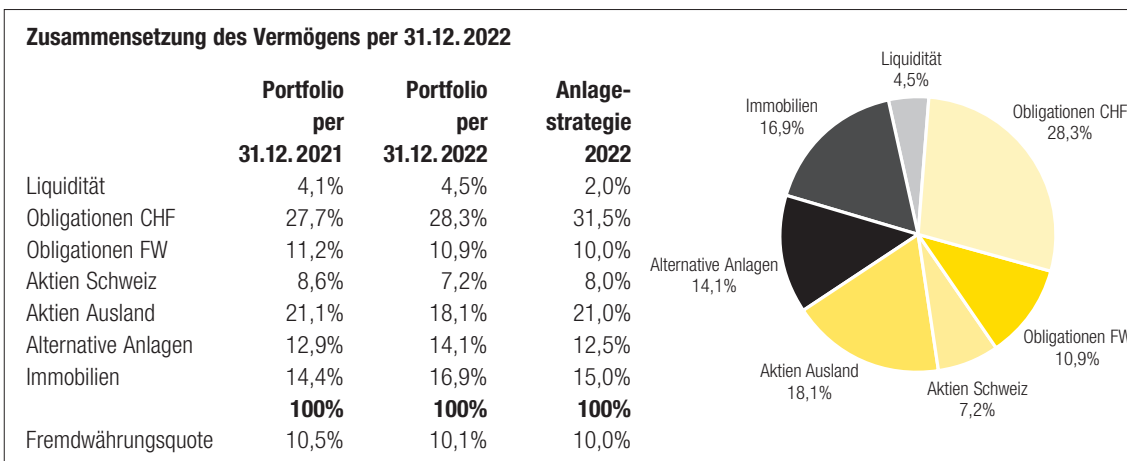 Zusammensetzung des Vermögens per 31.12.2022
Portfolio Portfolio Anlage-
per per strategie
31.12.2021 31.12.2022 2022
Liquidität 4,1% 4,5% 2,0%
Obligationen CHF 27,7% 28,3% 31,5%
Obligationen FW 11,2% 10,9% 10,0%
Aktien Schweiz 8,6% 7,2% 8,0%
Aktien Ausland 21,1% 18,1% 21,0%
Alternative Anlagen 12,9% 14,1% 12,5%
Immobilien 14,4% 16,9% 15,0%
100% 100% 100%
Fremdwährungsquote 10,5% 10,1% 10,0%
Liquidität
4,5%
Obligationen CHF
28,3%
Obligationen FW
10,9%
Aktien Schweiz
7,2%
Aktien Ausland
18,1%
Alternative Anlagen
14,1%
Immobilien
16,9%